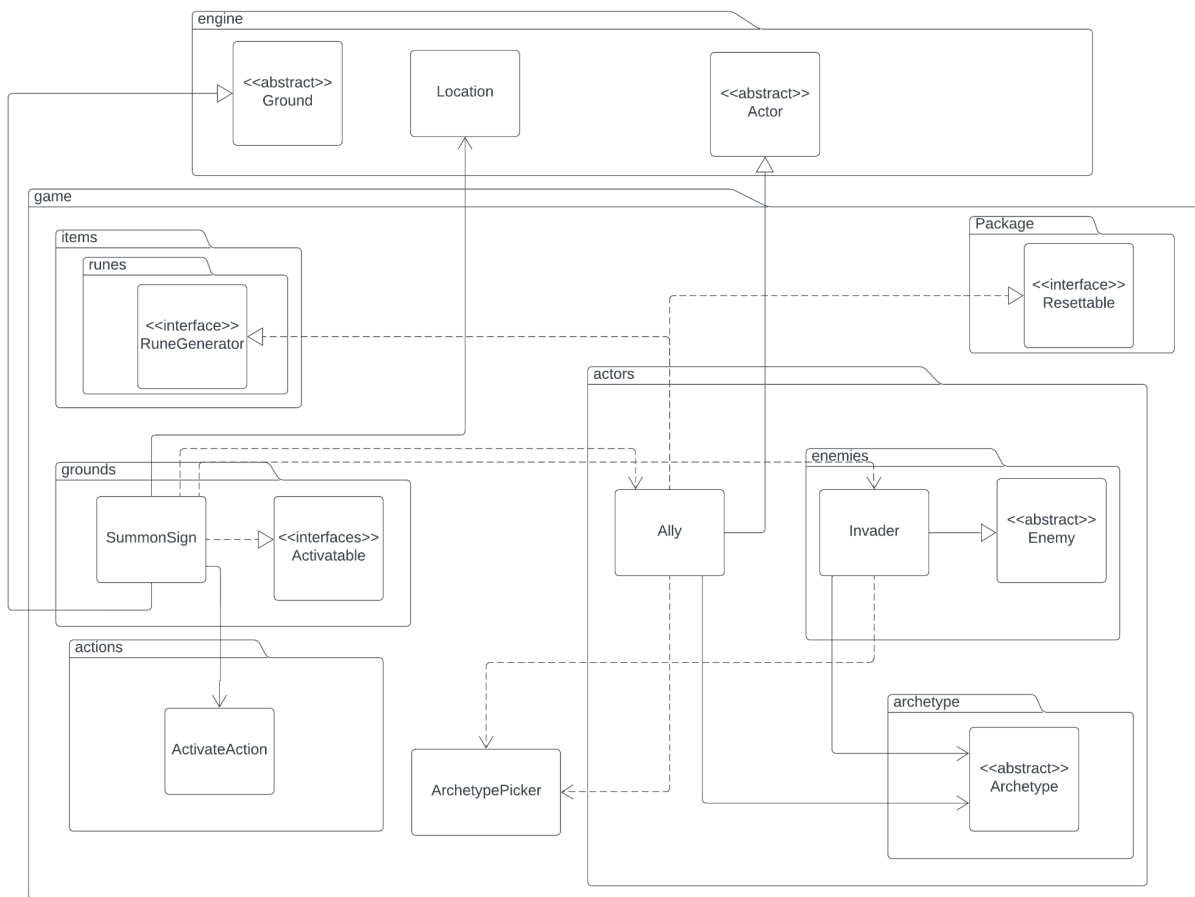 engine
<<abstract>>
Ground
Location
<<abstract>>
Actor
game
items
runes
<<interface>>
RuneGenerator
Package
<<interface>>
Resettable
actors
grounds
SummonSign
<<interfaces>>
Activatable
Ally
enemies
Invader
<<abstract>>
Enemy
actions
ActivateAction
ArchetypePicker
archetype
<<abstract>>
Archetype